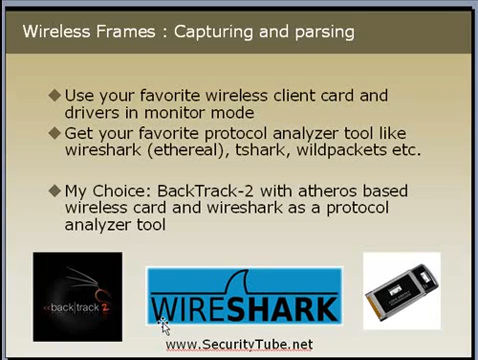 Wireless Frames : Capturing and parsing
Use your favorite wireless client card and
drivers in monitor mode
Get your favorite protocol analyzer tool like
wireshark (ethereal), tshark, wildpackets etc.
My Choice: BackTrack-2 with atheros based
wireless card and wireshark as a protocol
analyzer tool
<<back|track 2
WIRESHARK
www.SecurityTube.net